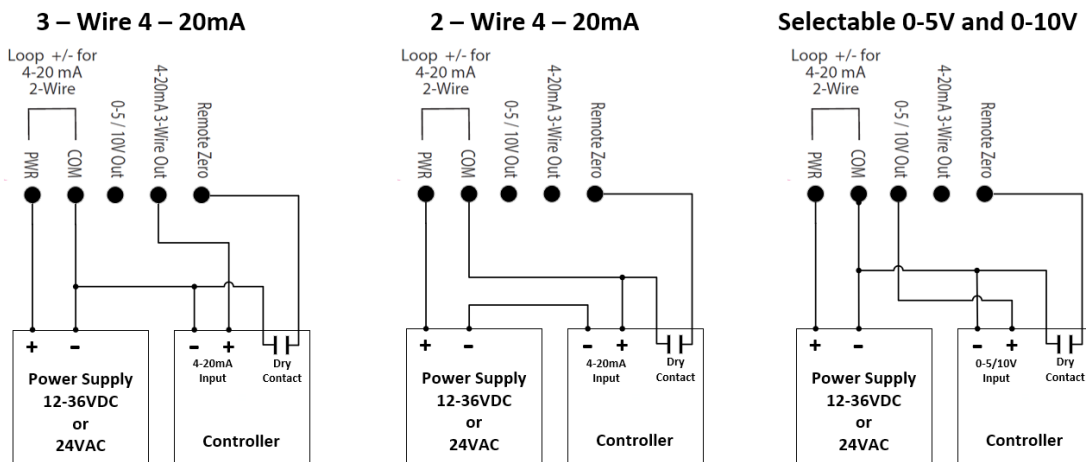 3 – Wire 4 – 20mA
Loop +/- for
4-20 mA
2-Wire
PWR
COM
0-5 / 10V Out
4-20mA 3-Wire Out
Remote Zero
+
-
Power Supply
12-36VDC
or
24VAC
-
+
4-20mA
Input
Dry
Contact
Controller
2 – Wire 4 – 20mA
Loop +/- for
4-20 mA
2-Wire
PWR
COM
0-5 / 10V Out
4-20mA 3-Wire Out
Remote Zero
+
-
Power Supply
12-36VDC
or
24VAC
-
+
4-20mA
Input
Dry
Contact
Controller
Selectable 0-5V and 0-10V
Loop +/- for
4-20 mA
2-Wire
PWR
COM
0-5 / 10V Out
4-20mA 3-Wire Out
Remote Zero
+
-
Power Supply
12-36VDC
or
24VAC
-
+
0-5/10V
Input
Dry
Contact
Controller